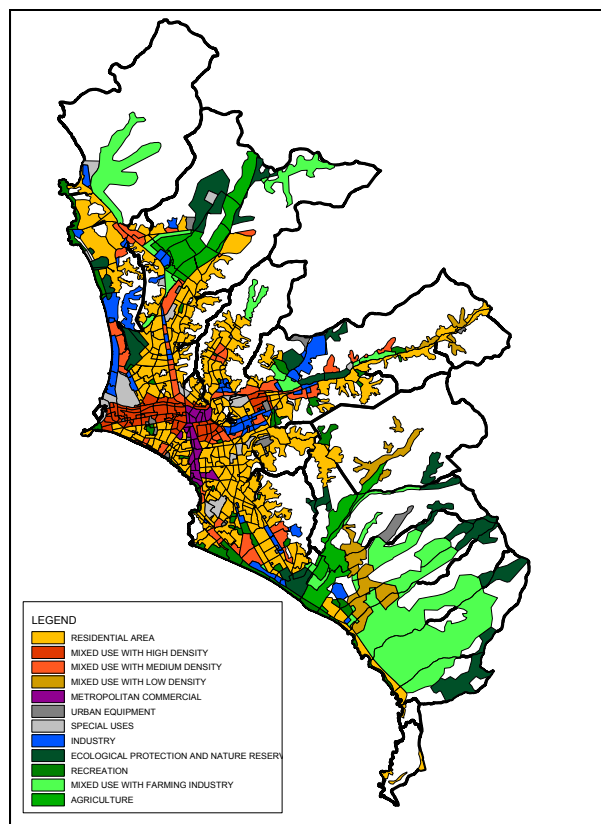 LEGEND
RESIDENTIAL AREA
MIXED USE WITH HIGH DENSITY
MIXED USE WITH MEDIUM DENSITY
MIXED USE WITH LOW DENSITY
METROPOLITAN COMMERCIAL
URBAN EQUIPMENT
SPECIAL USES
INDUSTRY
ECOLOGICAL PROTECTION AND NATURE RESERV
RECREATION
MIXED USE WITH FARMING INDUSTRY
AGRICULTURE